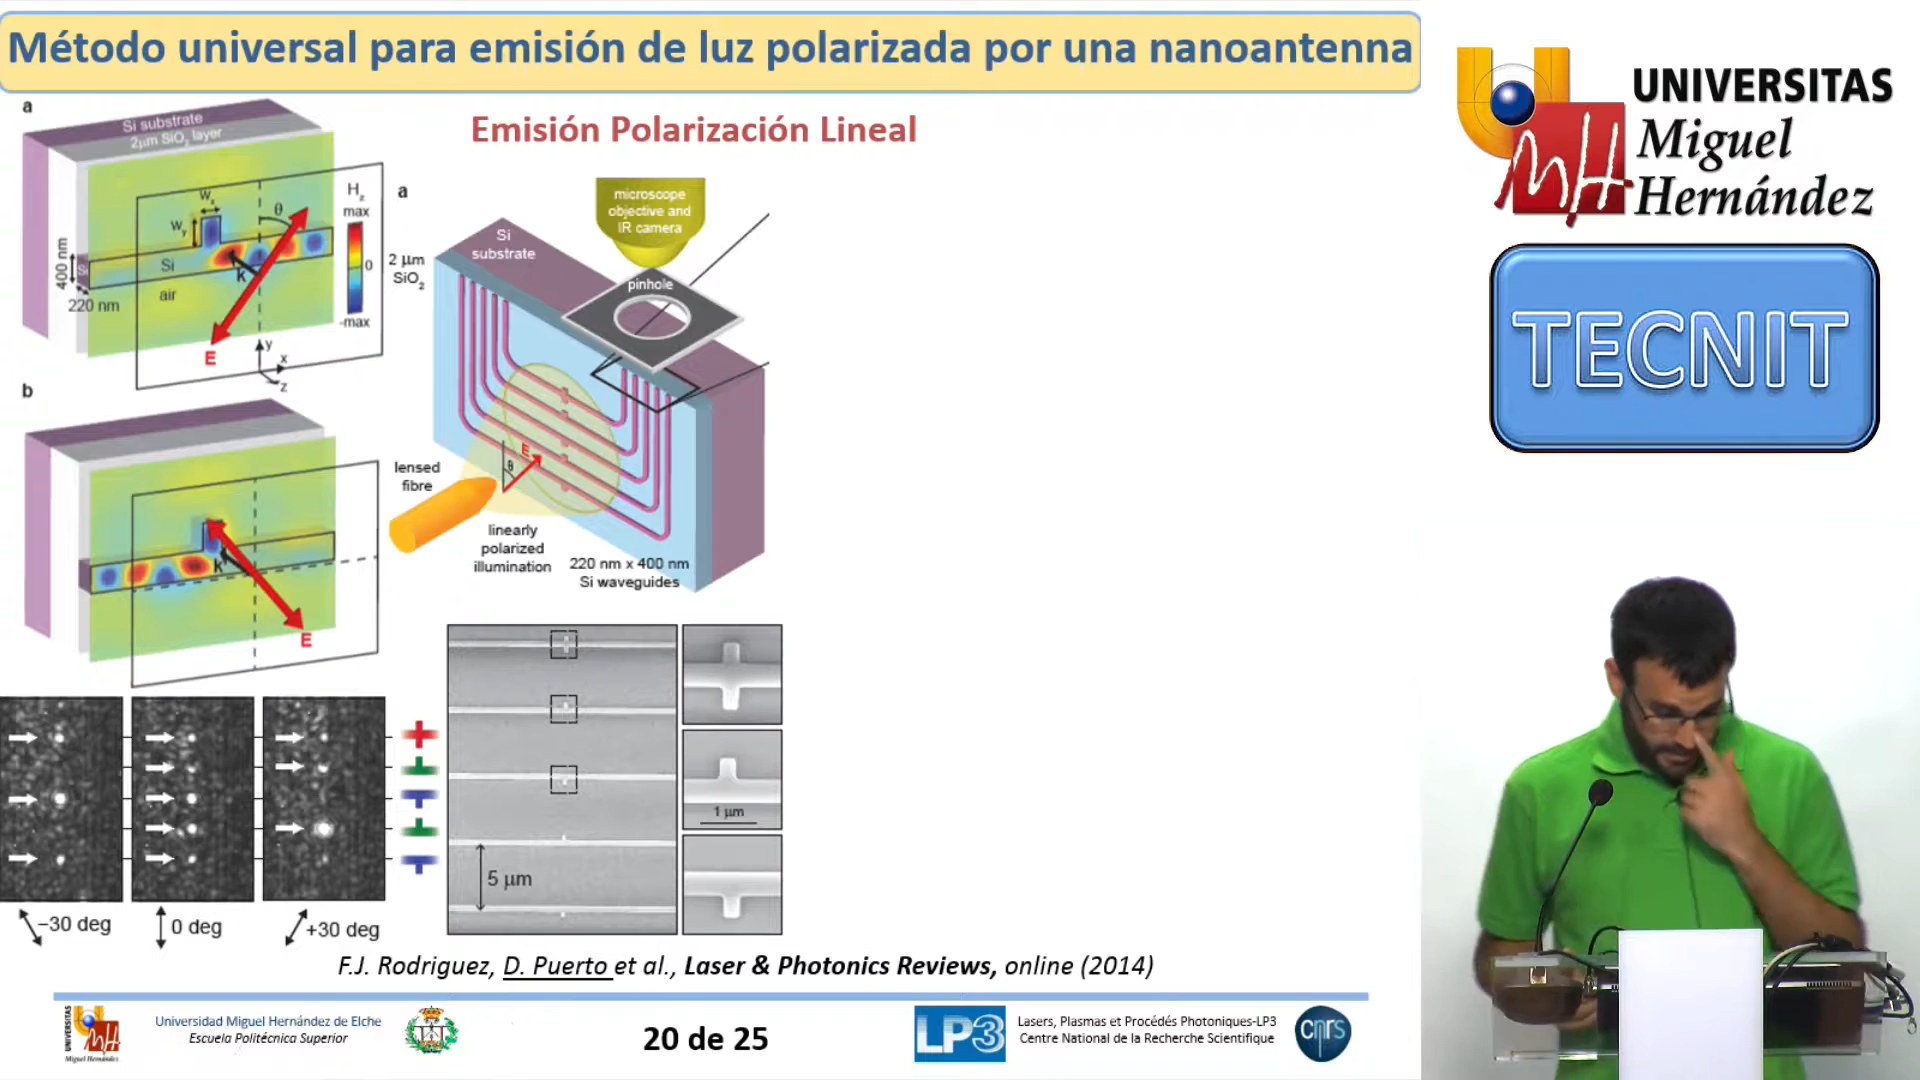 Método universal para emisión de luz polarizada por una nanoantenna
Emisión Polarización Lineal
a
Si substrate
2μm SiO2 layer
Hz
max
0
-max
wx
wy
θ
400 nm
Si
Si
k
air
220 nm
E
y
x
z
b
k
E
a
microscope
objective and
IR camera
Si
substrate
2 μm
SiO2
pinhole
lensed
fibre
E
θ
linearly
polarized
illumination
220 nm x 400 nm
Si waveguides
−30 deg
0 deg
+30 deg
5 μm
1 μm
F.J. Rodriguez, D. Puerto et al., Laser & Photonics Reviews, online (2014)
UNIVERSITAS
Miguel Hernández
Universidad Miguel Hernández de Elche
Escuela Politécnica Superior
20 de 25
LP3
Lasers, Plasmas et Procédés Photoniques-LP3
Centre National de la Recherche Scientifique
cnrs
UNIVERSITAS
Miguel
Hernández
TECNIT